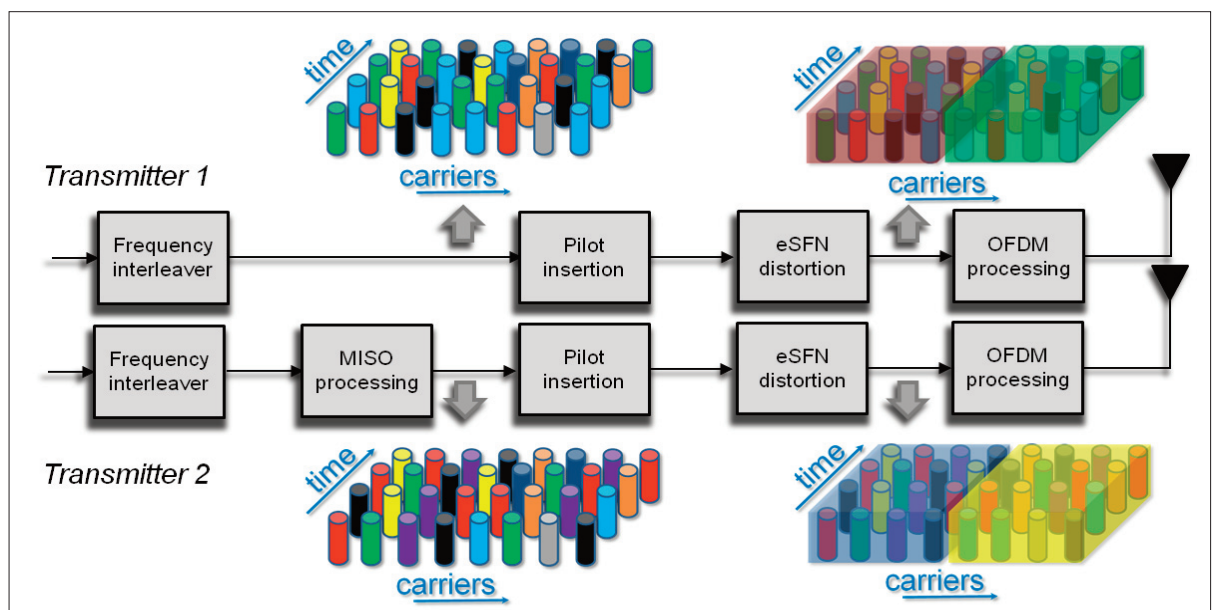 time
time
carriers
carriers
Transmitter 1
Frequency
interleaver
Pilot
insertion
eSFN
distortion
OFDM
processing
Frequency
interleaver
MISO
processing
Pilot
insertion
eSFN
distortion
OFDM
processing
Transmitter 2
time
time
carriers
carriers